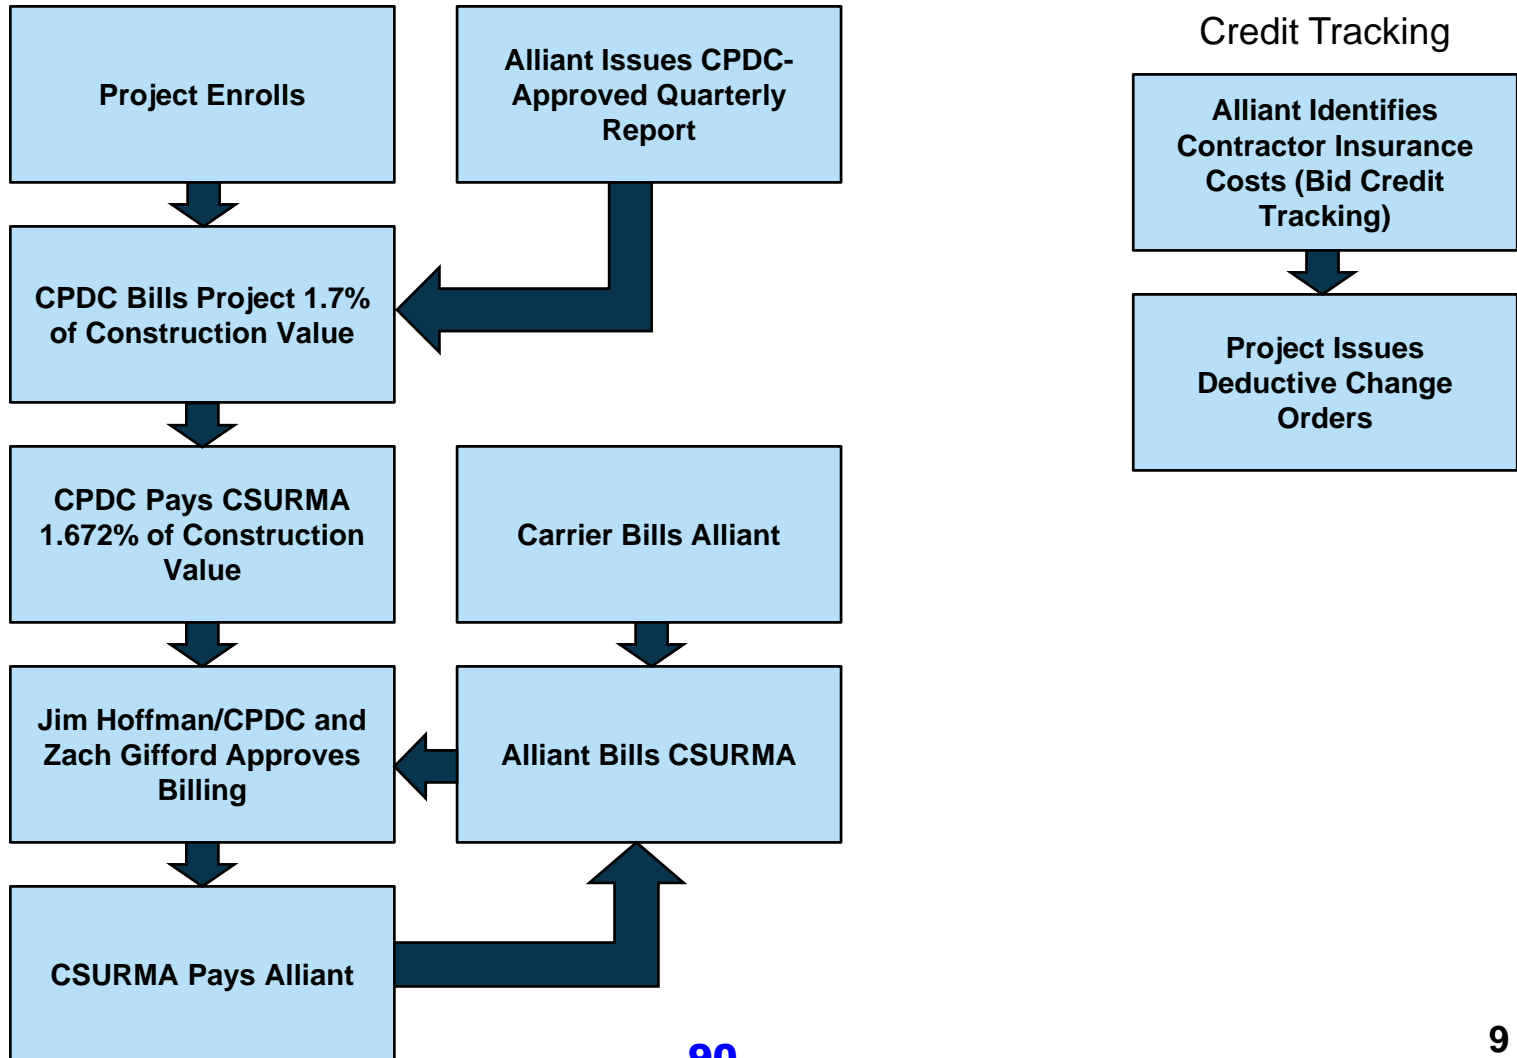 Project Enrolls
Alliant Issues CPDC-
Approved Quarterly
Report
Credit Tracking
Alliant Identifies
Contractor Insurance
Costs (Bid Credit
Tracking)
CPDC Bills Project 1.7%
of Construction Value
Project Issues
Deductive Change
Orders
CPDC Pays CSURMA
1.672% of Construction
Value
Carrier Bills Alliant
Jim Hoffman/CPDC and
Zach Gifford Approves
Billing
Alliant Bills CSURMA
CSURMA Pays Alliant
90
9